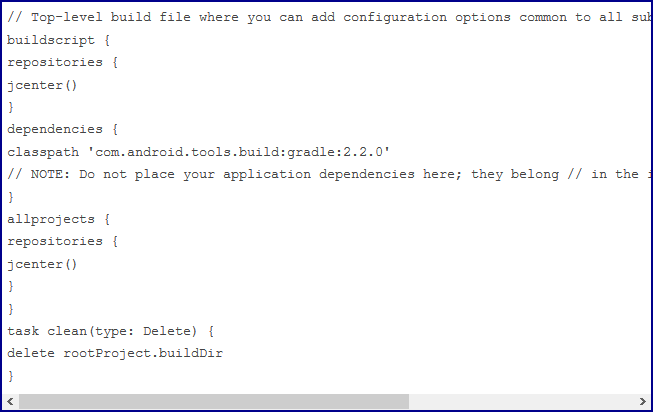 // Top-level build file where you can add configuration options common to all sub
buildscript {
repositories {
jcenter()
}
dependencies {
classpath 'com.android.tools.build:gradle:2.2.0'
// NOTE: Do not place your application dependencies here; they belong // in the
}
allprojects {
repositories {
jcenter()
}
}
task clean(type: Delete) {
delete rootProject.buildDir
}